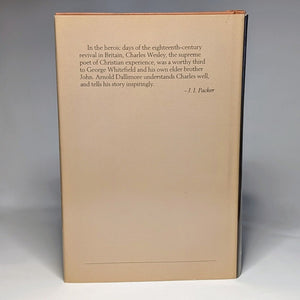 In the heroic days of the eighteenth-century
revival in Britain, Charles Wesley, the supreme
poet of Christian experience, was a worthy third
to George Whitefield and his own elder brother
John. Arnold Dallimore understands Charles well,
and tells his story inspiringly.
–J. I. Packer